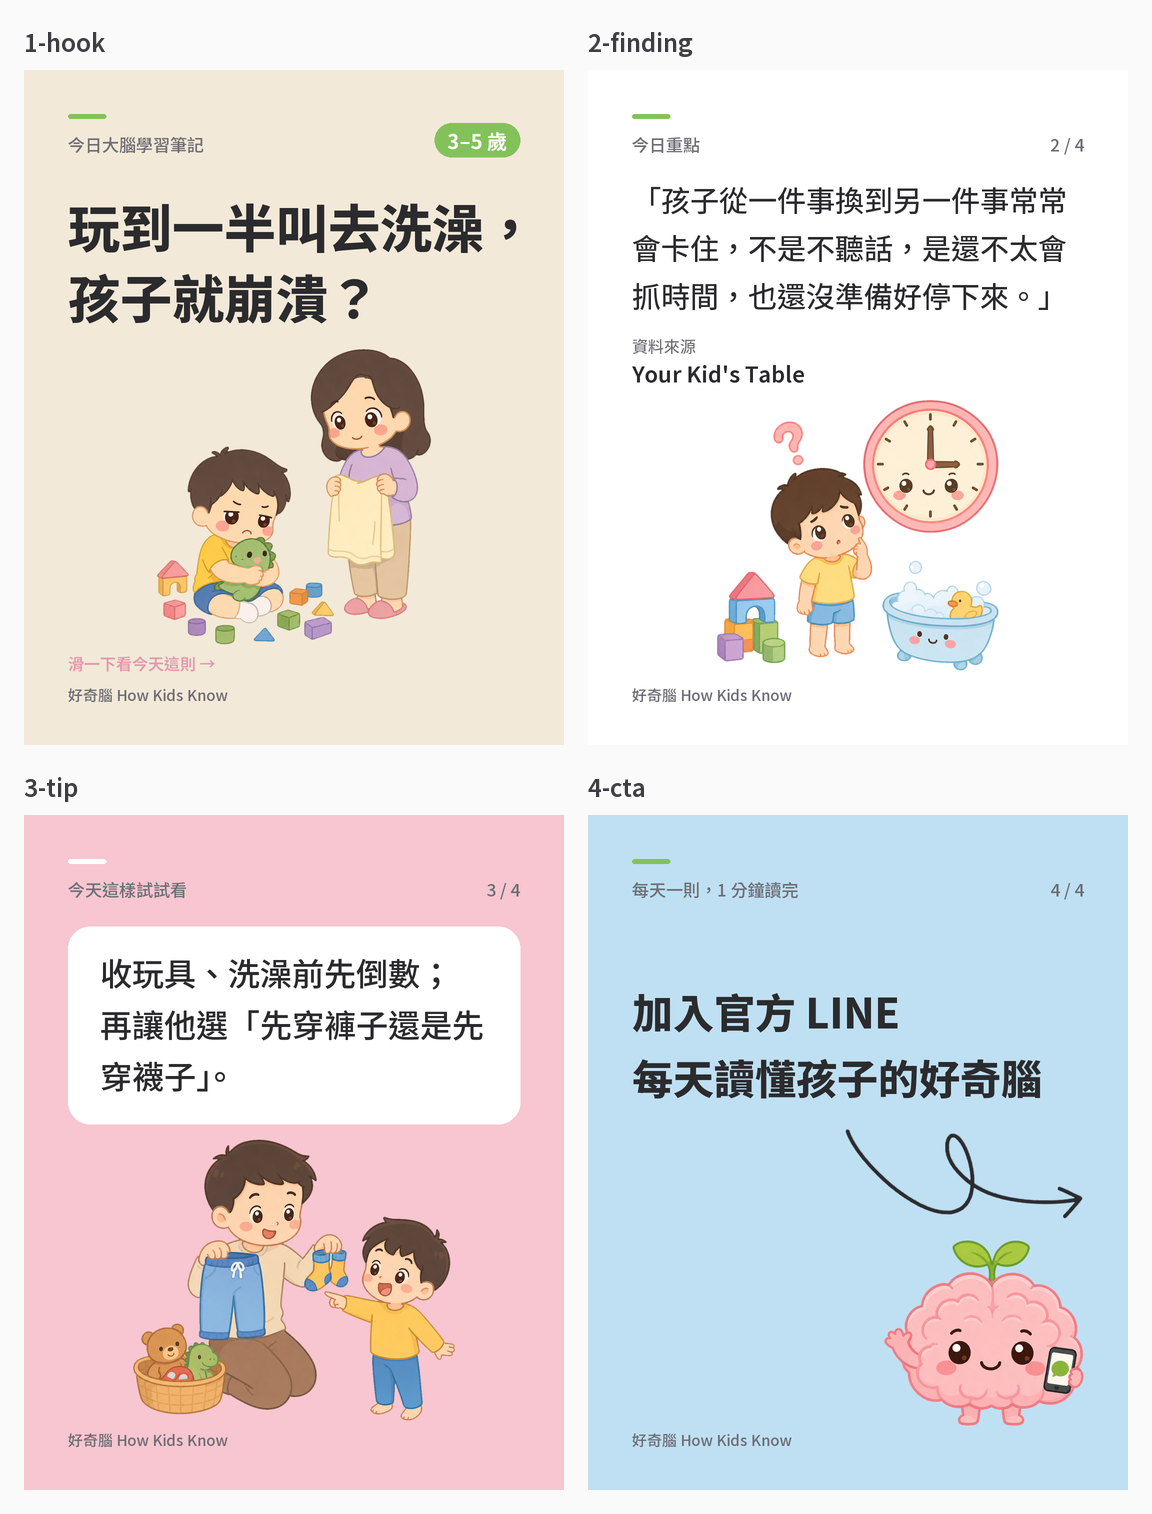 1-hook
今日大腦學習筆記
3–5 歲
玩到一半叫去洗澡，
孩子就崩潰？
滑一下看今天這則 →
好奇腦 How Kids Know
2-finding
今日重點
2 / 4
「孩子從一件事換到另一件事常常
會卡住，不是不聽話，是還不太會
抓時間，也還沒準備好停下來。」
資料來源
Your Kid's Table
好奇腦 How Kids Know
3-tip
今天這樣試試看
3 / 4
收玩具、洗澡前先倒數；
再讓他選「先穿褲子還是先
穿襪子」。
好奇腦 How Kids Know
4-cta
每天一則，1 分鐘讀完
4 / 4
加入官方 LINE
每天讀懂孩子的好奇腦
好奇腦 How Kids Know